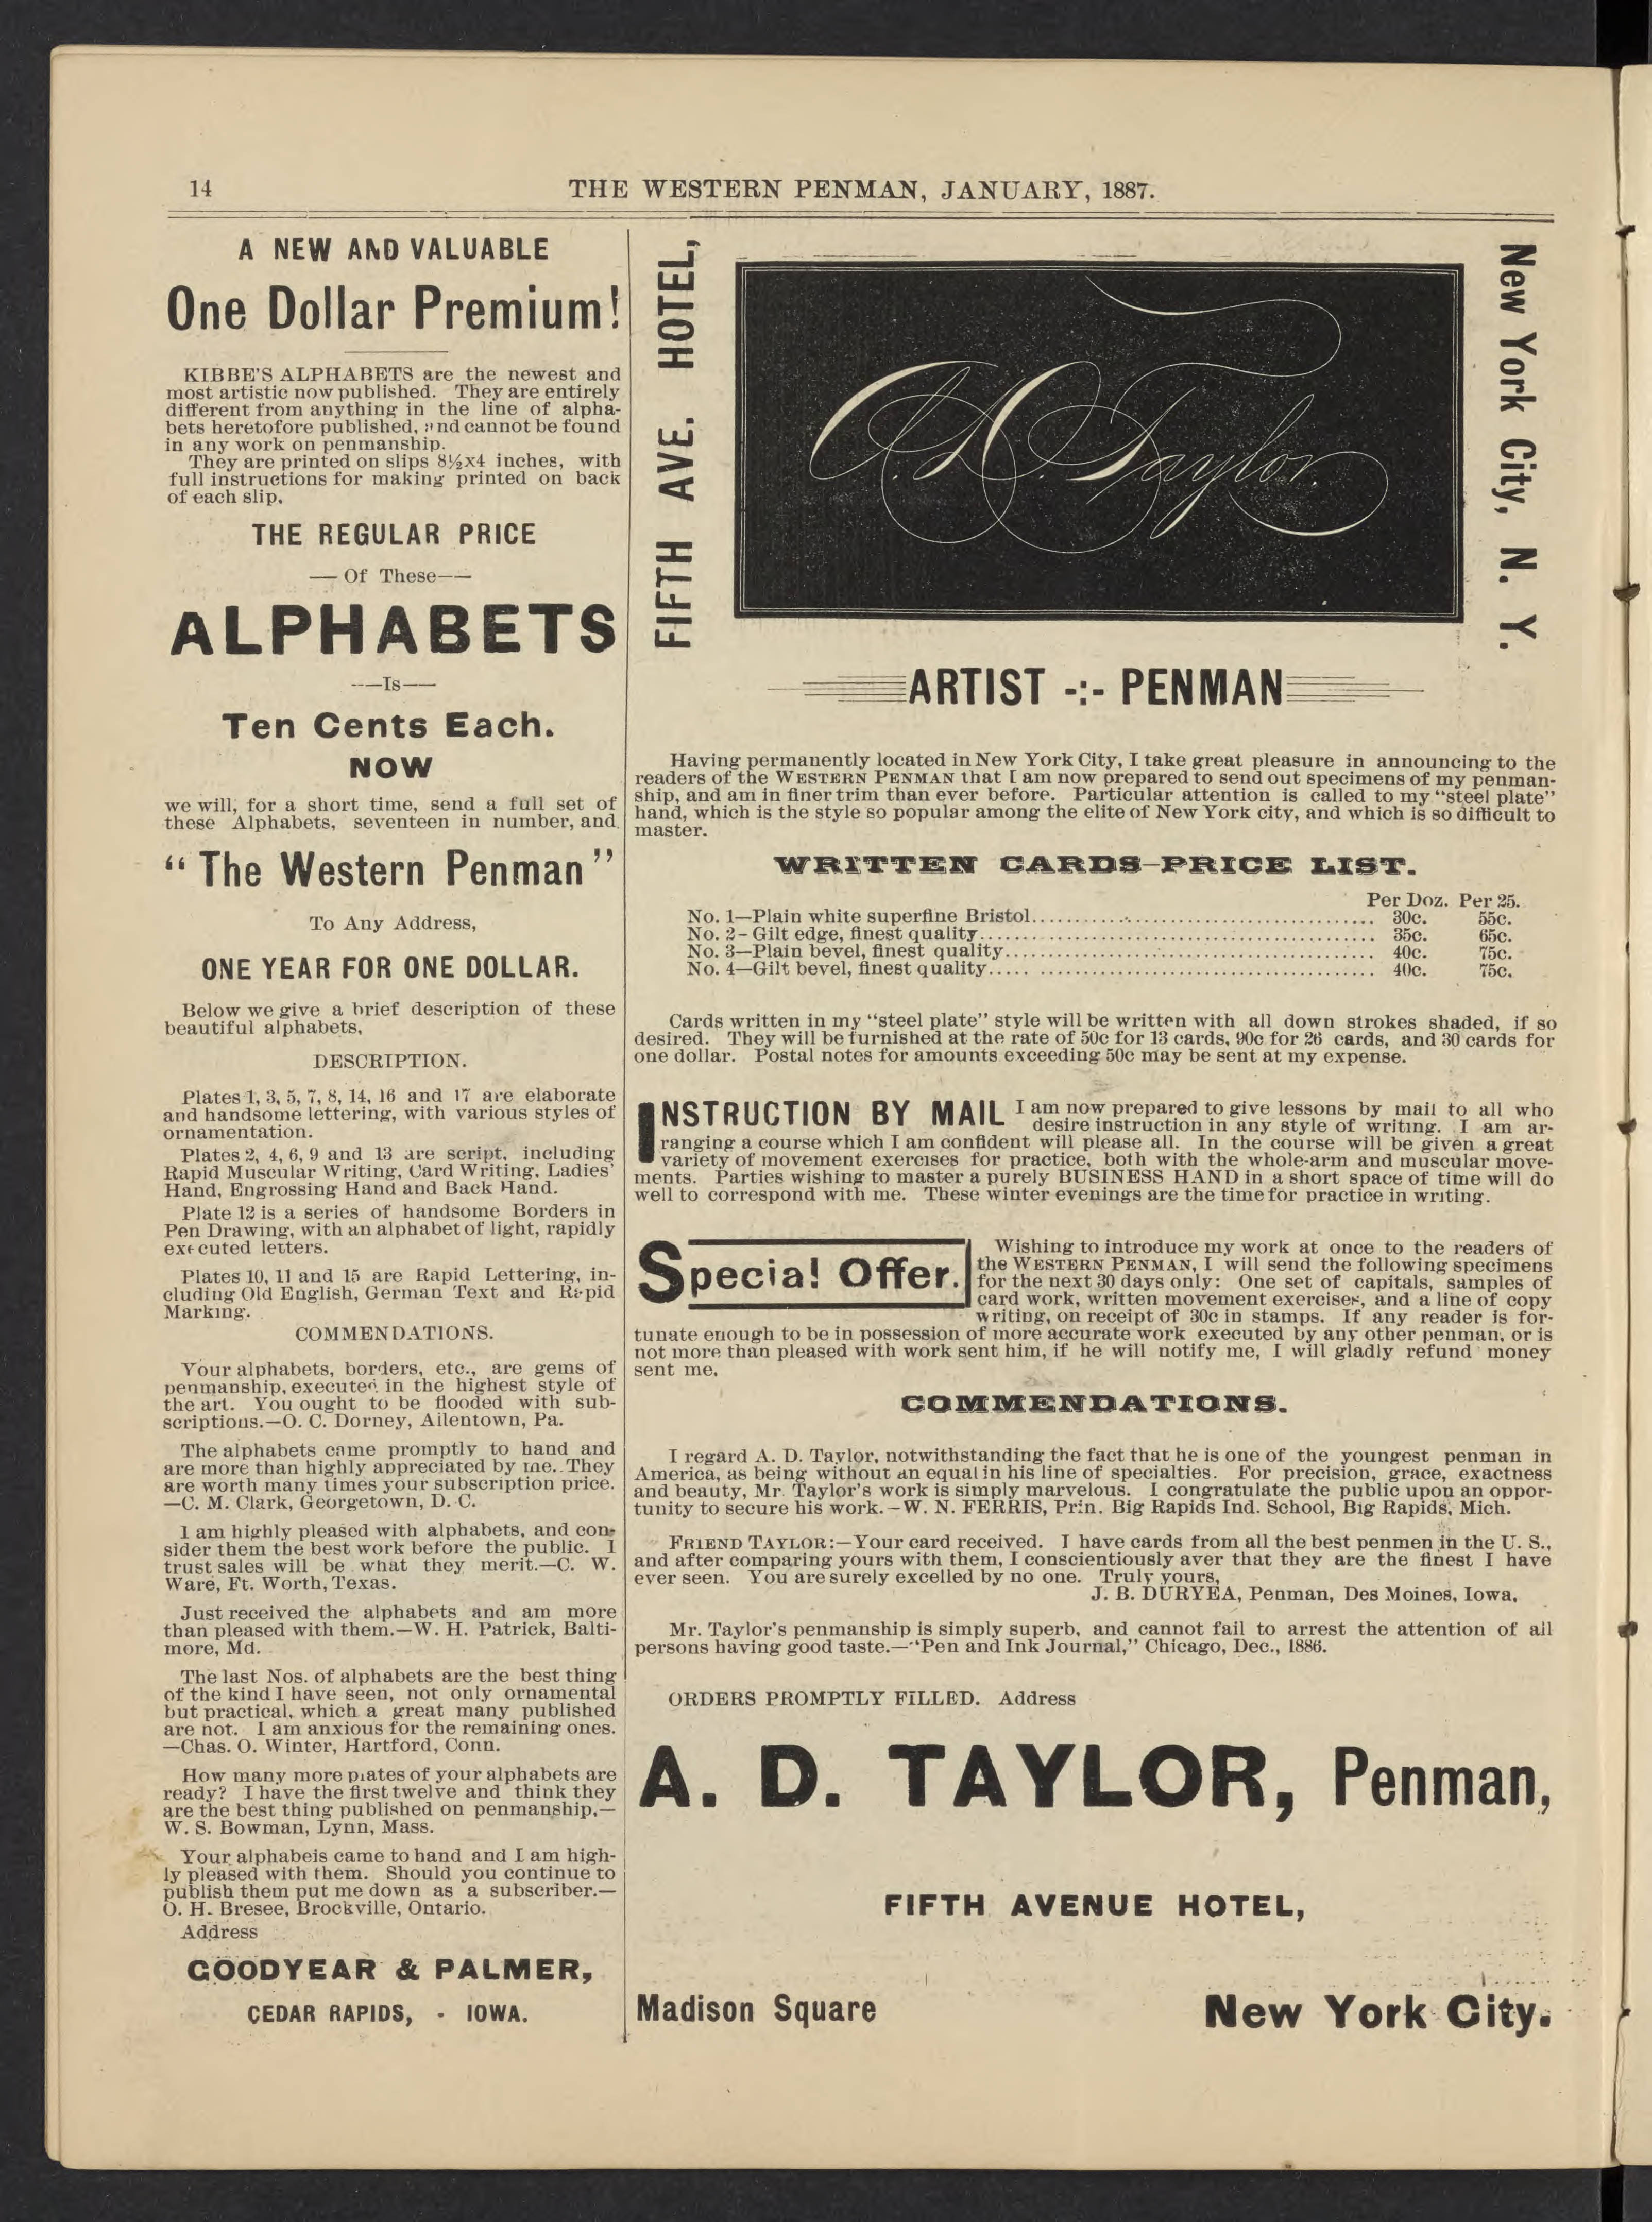 14
THE WESTERN PENMAN, JANUARY, 1887.
A NEW AND VALUABLE
One Dollar Premium!
KIBBE'S ALPHABETS are the newest and
most artistic now published. They are entirely
different from anything in the line of alpha-
bets heretofore published, and cannot be found
in any work on penmanship.
They are printed on slips 8½x4 inches, with
full instructions for making printed on back
of each slip.
THE REGULAR PRICE
— Of These——
ALPHABETS
——Is——
Ten Cents Each.
NOW
we will, for a short time, send a full set of
these Alphabets, seventeen in number, and
"The Western Penman"
To Any Address,
ONE YEAR FOR ONE DOLLAR.
Below we give a brief description of these
beautiful alphabets,
DESCRIPTION.
Plates 1, 3, 5, 7, 8, 14, 16 and 17 are elaborate
and handsome lettering, with various styles of
ornamentation.
Plates 2, 4, 6, 9 and 13 are script, including
Rapid Muscular Writing, Card Writing, Ladies'
Hand, Engrossing Hand and Back Hand.
Plate 12 is a series of handsome Borders in
Pen Drawing, with an alphabet of light, rapidly
executed letters.
Plates 10, 11 and 15 are Rapid Lettering, in-
cluding Old English, German Text and Rapid
Marking.
COMMENDATIONS.
Your alphabets, borders, etc., are gems of
penmanship, executed in the highest style of
the art. You ought to be flooded with sub-
scriptions.—O. C. Dorney, Allentown, Pa.
The alphabets came promptly to hand and
are more than highly appreciated by me. They
are worth many times your subscription price.
—C. M. Clark, Georgetown, D. C.
I am highly pleased with alphabets, and con-
sider them the best work before the public. I
trust sales will be what they merit.—C. W.
Ware, Ft. Worth, Texas.
Just received the alphabets and am more
than pleased with them.—W. H. Patrick, Balti-
more, Md.
The last Nos. of alphabets are the best thing
of the kind I have seen, not only ornamental
but practical, which a great many published
are not. I am anxious for the remaining ones.
—Chas. O. Winter, Hartford, Conn.
How many more plates of your alphabets are
ready? I have the first twelve and think they
are the best thing published on penmanship,—
W. S. Bowman, Lynn, Mass.
Your alphabets came to hand and I am high-
ly pleased with them. Should you continue to
publish them put me down as a subscriber.—
O. H. Bresee, Brockville, Ontario.
Address
GOODYEAR & PALMER,
CEDAR RAPIDS, - IOWA.
FIFTH AVE. HOTEL,
A. D. Taylor.
New York City, N. Y.
ARTIST -:- PENMAN
Having permanently located in New York City, I take great pleasure in announcing to the
readers of the WESTERN PENMAN that I am now prepared to send out specimens of my penman-
ship, and am in finer trim than ever before. Particular attention is called to my "steel plate"
hand, which is the style so popular among the elite of New York city, and which is so difficult to
master.
WRITTEN CARDS—PRICE LIST.
Per Doz. Per 25.
No. 1—Plain white superfine Bristol........ 30c. 55c.
No. 2-Gilt edge, finest quality........ 35c. 65c.
No. 3—Plain bevel, finest quality........ 40c. 75c.
No. 4—Gilt bevel, finest quality........ 40c. 75c.
Cards written in my "steel plate" style will be written with all down strokes shaded, if so
desired. They will be furnished at the rate of 50c for 13 cards, 90c for 26 cards, and 30 cards for
one dollar. Postal notes for amounts exceeding 50c may be sent at my expense.
INSTRUCTION BY MAIL I am now prepared to give lessons by mail to all who
desire instruction in any style of writing. I am ar-
ranging a course which I am confident will please all. In the course will be given a great
variety of movement exercises for practice, both with the whole-arm and muscular move-
ments. Parties wishing to master a purely BUSINESS HAND in a short space of time will do
well to correspond with me. These winter evenings are the time for practice in writing.
Special Offer. Wishing to introduce my work at once to the readers of
the WESTERN PENMAN, I will send the following specimens
for the next 30 days only: One set of capitals, samples of
card work, written movement exercises, and a line of copy
writing, on receipt of 30c in stamps. If any reader is for-
tunate enough to be in possession of more accurate work executed by any other penman, or is
not more than pleased with work sent him, if he will notify me, I will gladly refund money
sent me.
COMMENDATIONS.
I regard A. D. Taylor, notwithstanding the fact that he is one of the youngest penman in
America, as being without an equal in his line of specialties. For precision, grace, exactness
and beauty, Mr. Taylor's work is simply marvelous. I congratulate the public upon an oppor-
tunity to secure his work.—W. N. FERRIS, Prin. Big Rapids Ind. School, Big Rapids, Mich.
FRIEND TAYLOR:—Your card received. I have cards from all the best penmen in the U. S.,
and after comparing yours with them, I conscientiously aver that they are the finest I have
ever seen. You are surely excelled by no one. Truly yours,
J. B. DURYEA, Penman, Des Moines, Iowa.
Mr. Taylor's penmanship is simply superb, and cannot fail to arrest the attention of all
persons having good taste.—"Pen and Ink Journal," Chicago, Dec., 1886.
ORDERS PROMPTLY FILLED. Address
A. D. TAYLOR, Penman,
FIFTH AVENUE HOTEL,
Madison Square New York City.